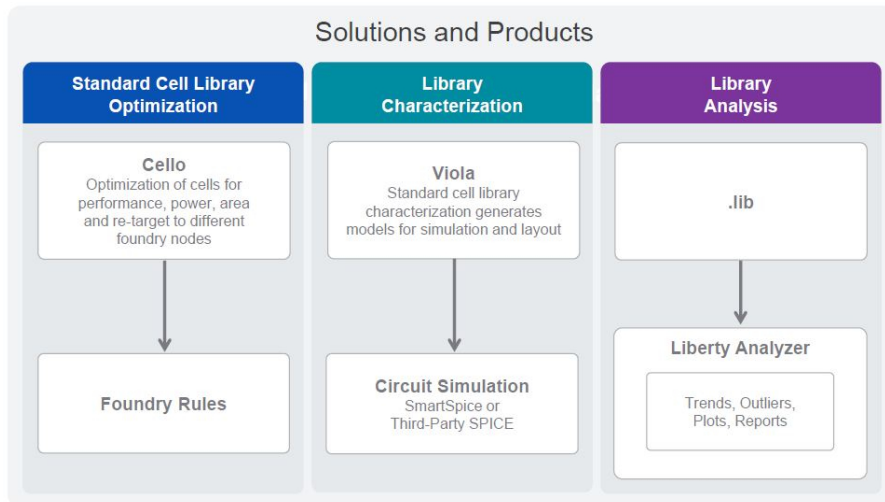 Solutions and Products
Standard Cell Library
Optimization
Cello
Optimization of cells for
performance, power, area
and re-target to different
foundry nodes
Foundry Rules
Library
Characterization
Viola
Standard cell library
characterization generates
models for simulation and layout
Circuit Simulation
SmartSpice or
Third-Party SPICE
Library
Analysis
.lib
Liberty Analyzer
Trends, Outliers,
Plots, Reports